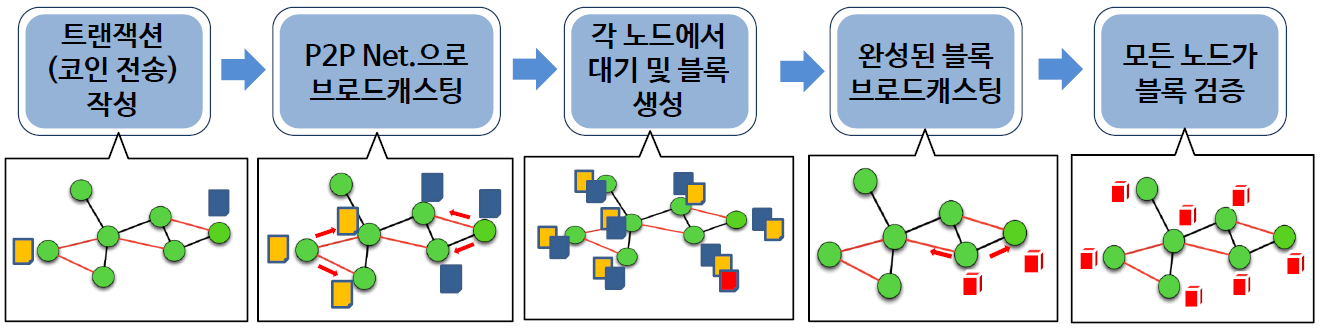 트랜잭션
(코인 전송)
작성
P2P Net.으로
브로드캐스팅
각 노드에서
대기 및 블록
생성
완성된 블록
브로드캐스팅
모든 노드가
블록 검증